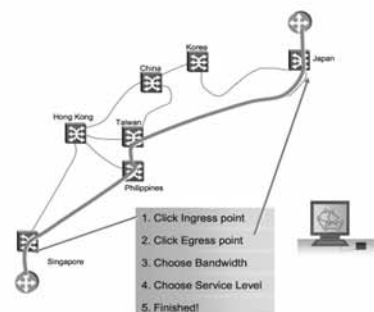 Korea
Japan
China
Hong Kong
Taiwan
Philippines
Singapore
1. Click Ingress point
2. Click Egress point
3. Choose Bandwidth
4. Choose Service Level
5. Finished!